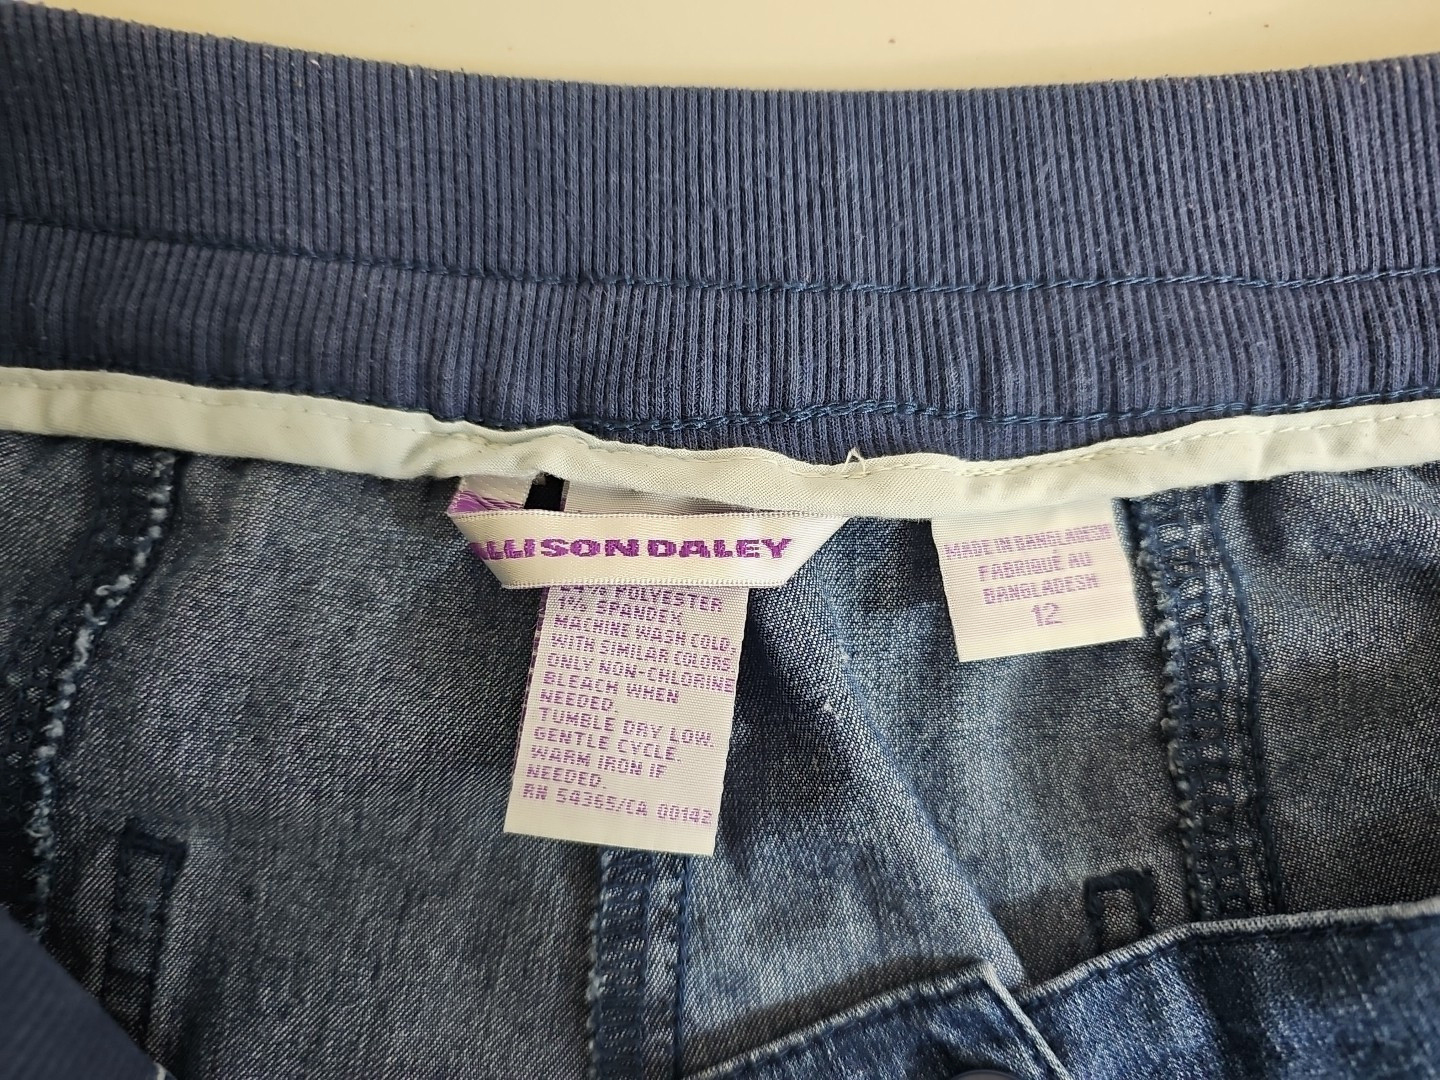 ALLISON DALEY
24% POLYESTER
1% SPANDEX
MACHINE WASH COLD
WITH SIMILAR COLORS
ONLY NON-CHLORINE
BLEACH WHEN
NEEDED.
TUMBLE DRY LOW.
GENTLE CYCLE.
WARM IRON IF
NEEDED.
RN 54365/CA 00142
MADE IN BANGLADESH
FABRIQUÉ AU
BANGLADESH
12